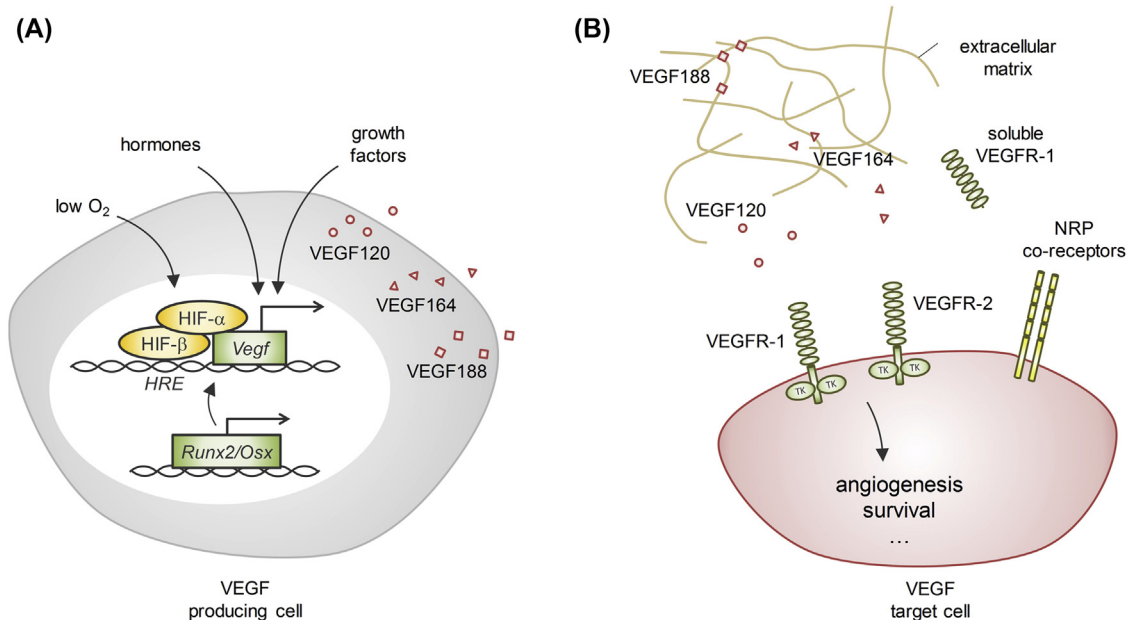 (A)
hormones
growth
factors
low O₂
VEGF120
VEGF164
VEGF188
HIF-α
HIF-β
Vegf
HRE
Runx2/Osx
VEGF
producing cell
(B)
extracellular
matrix
VEGF188
soluble
VEGFR-1
VEGF164
VEGF120
NRP
co-receptors
VEGFR-2
VEGFR-1
TK
TK
TK
TK
angiogenesis
survival
...
VEGF
target cell